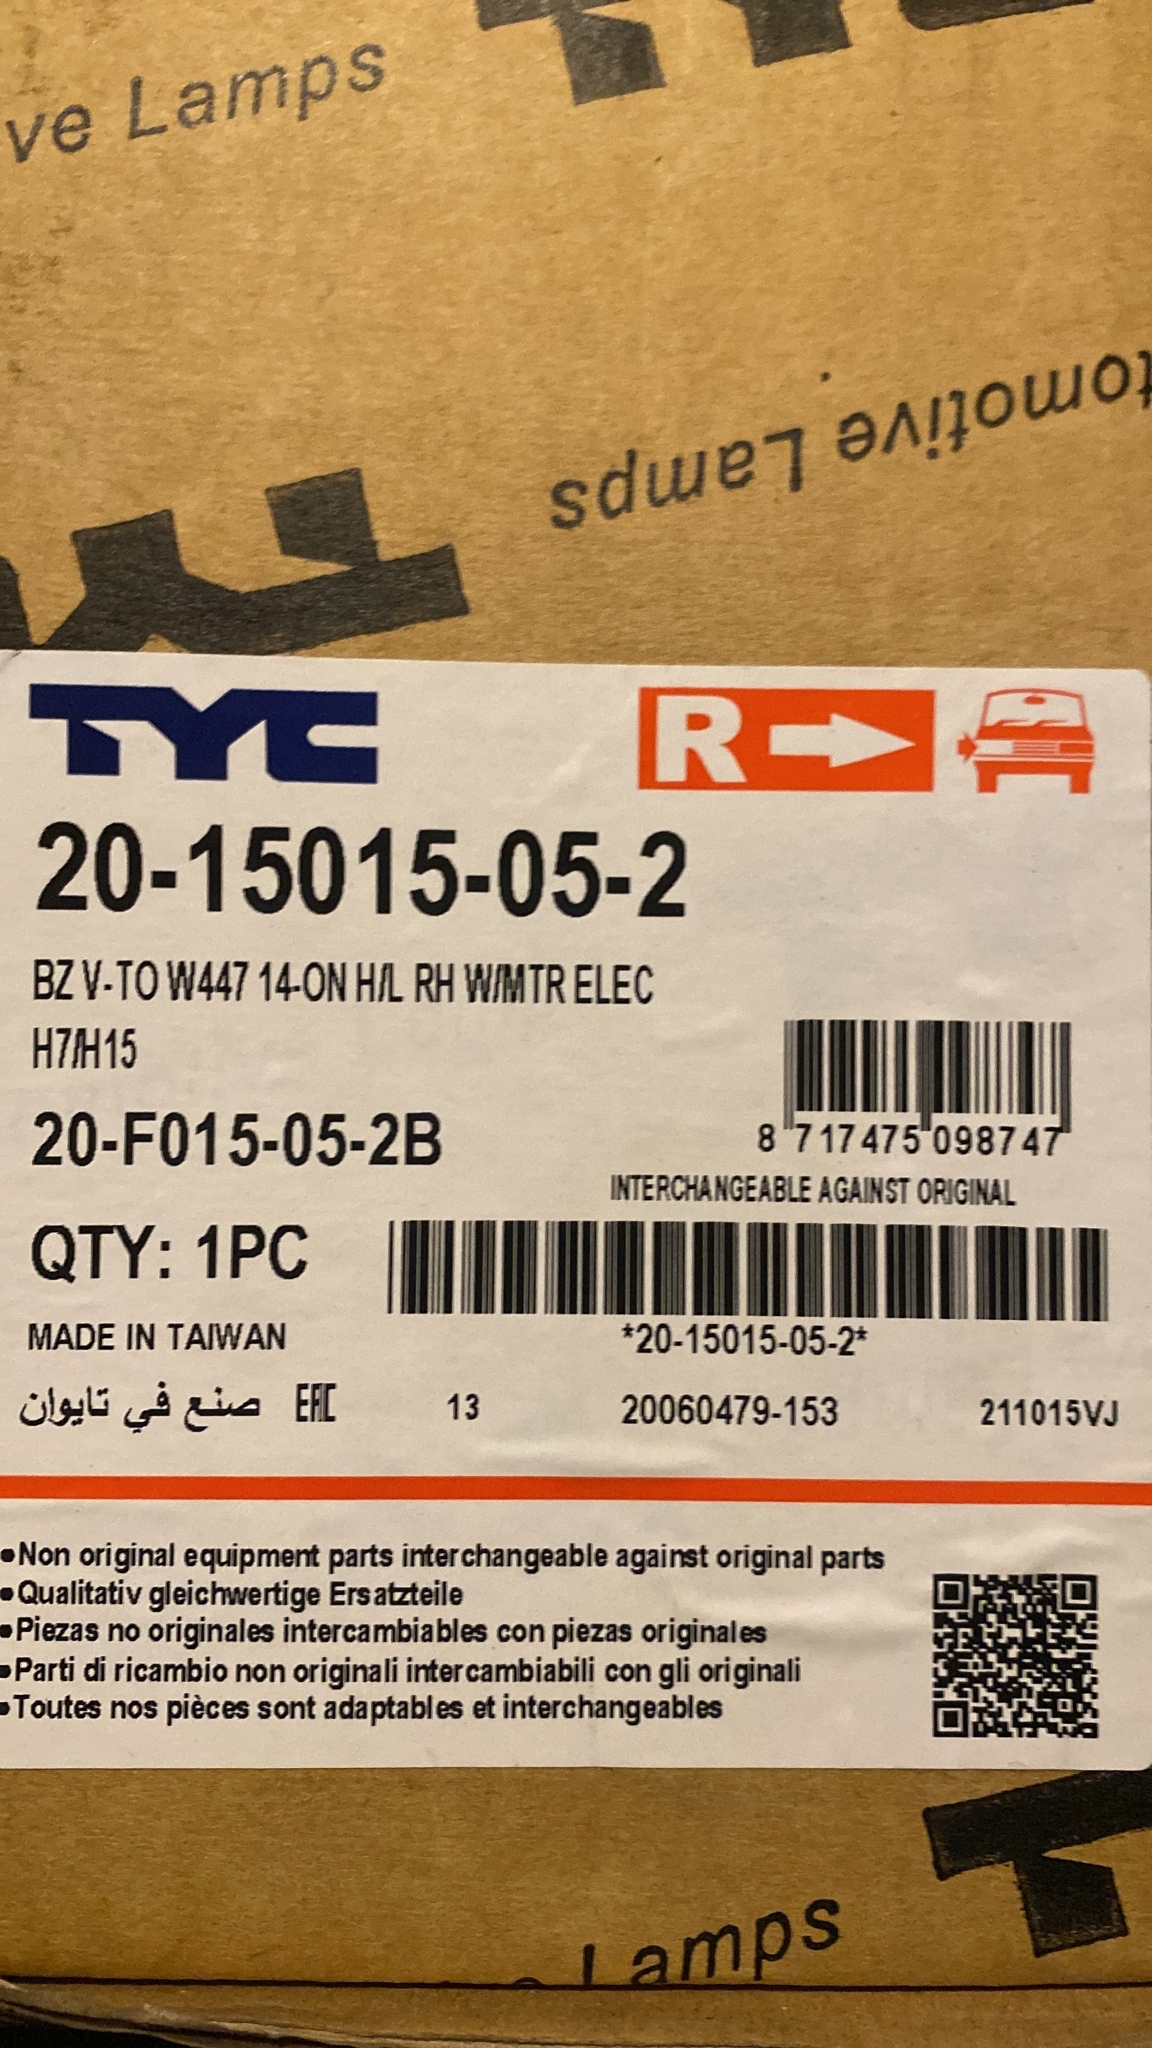 ve Lamps
tomotive Lamps
TYC
R
20-15015-05-2
BZ V-TO W447 14-ON H/L RH W/MTR ELEC
H7/H15
20-F015-05-2B
8 717475 098747
INTERCHANGEABLE AGAINST ORIGINAL
QTY: 1PC
MADE IN TAIWAN
*20-15015-05-2*
صنع في تايوان EAC 13 20060479-153 211015VJ
•Non original equipment parts interchangeable against original parts
•Qualitativ gleichwertige Ersatzteile
•Piezas no originales intercambiables con piezas originales
•Parti di ricambio non originali intercambiabili con gli originali
•Toutes nos pièces sont adaptables et interchangeables
Lamps